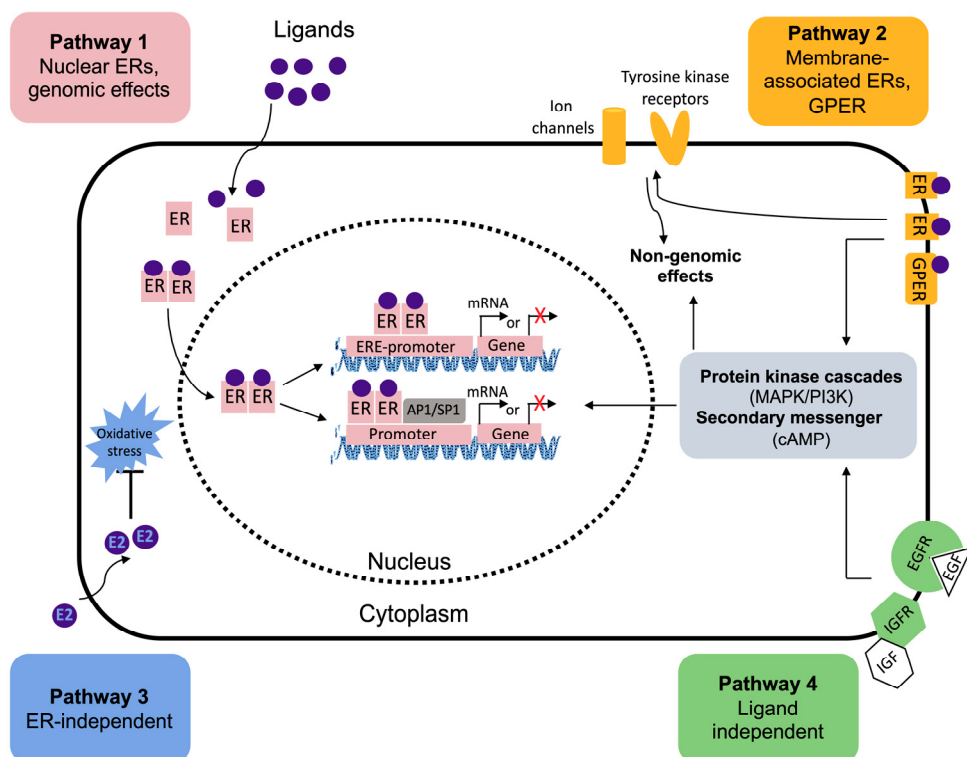 Pathway 1
Nuclear ERs,
genomic effects
Ligands
Pathway 2
Membrane-
associated ERs,
GPER
Ion
channels
Tyrosine kinase
receptors
ER
ER
ER
ER
GPER
ER ER
Non-genomic
effects
ER ER
mRNA
or
ERE-promoter
Gene
ER ER
ER ER
AP1/SP1
mRNA
or
Promoter
Gene
Protein kinase cascades
(MAPK/PI3K)
Secondary messenger
(cAMP)
Oxidative
stress
E2
E2
E2
Nucleus
Cytoplasm
EGFR
EGF
IGFR
IGF
Pathway 3
ER-independent
Pathway 4
Ligand
independent